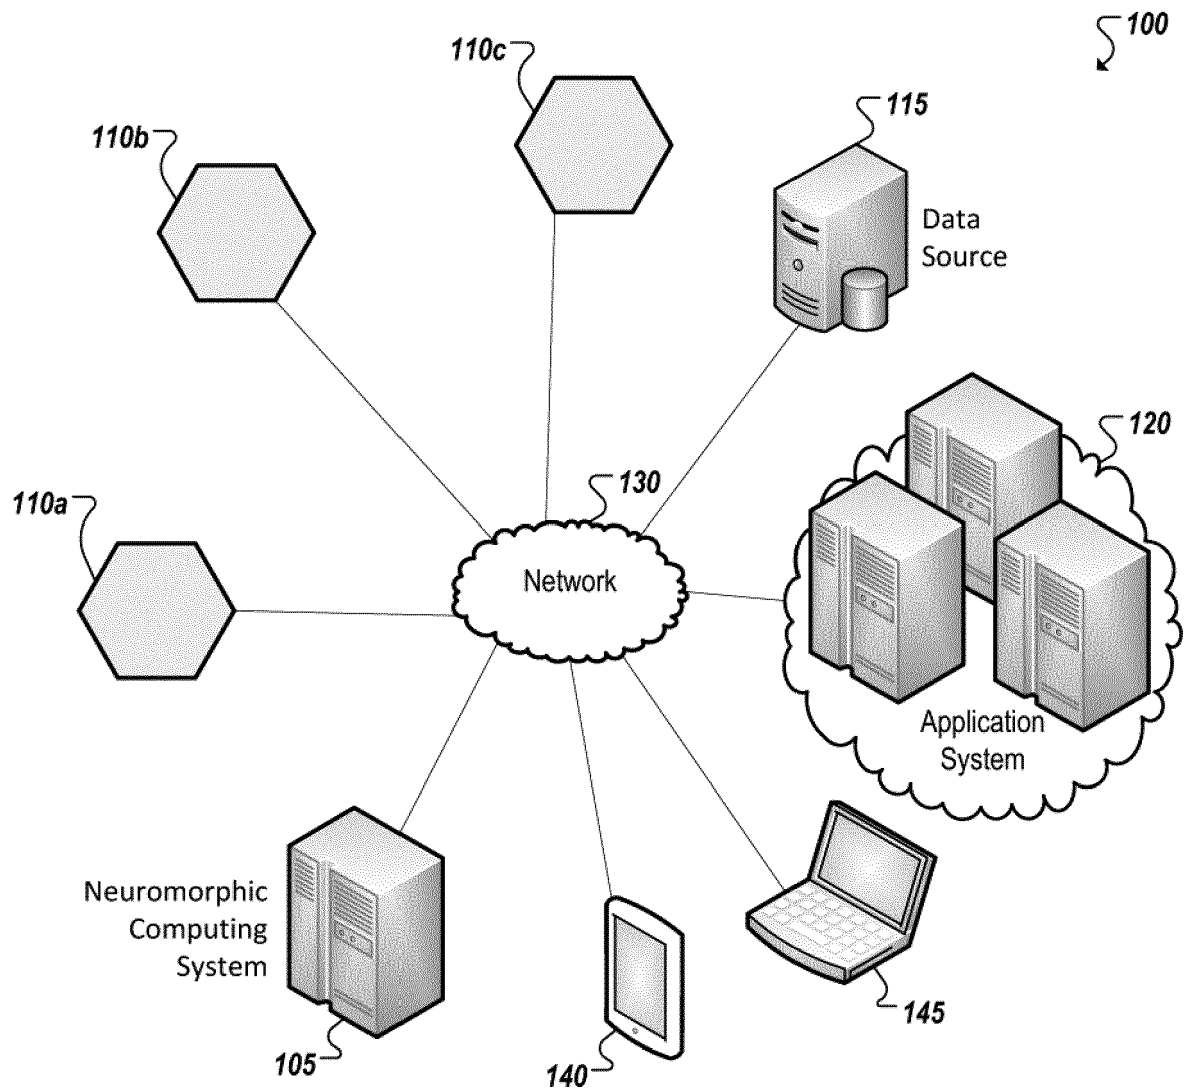 100
110c
110b
115
Data
Source
120
130
110a
Network
Application
System
Neuromorphic
Computing
System
145
105
140